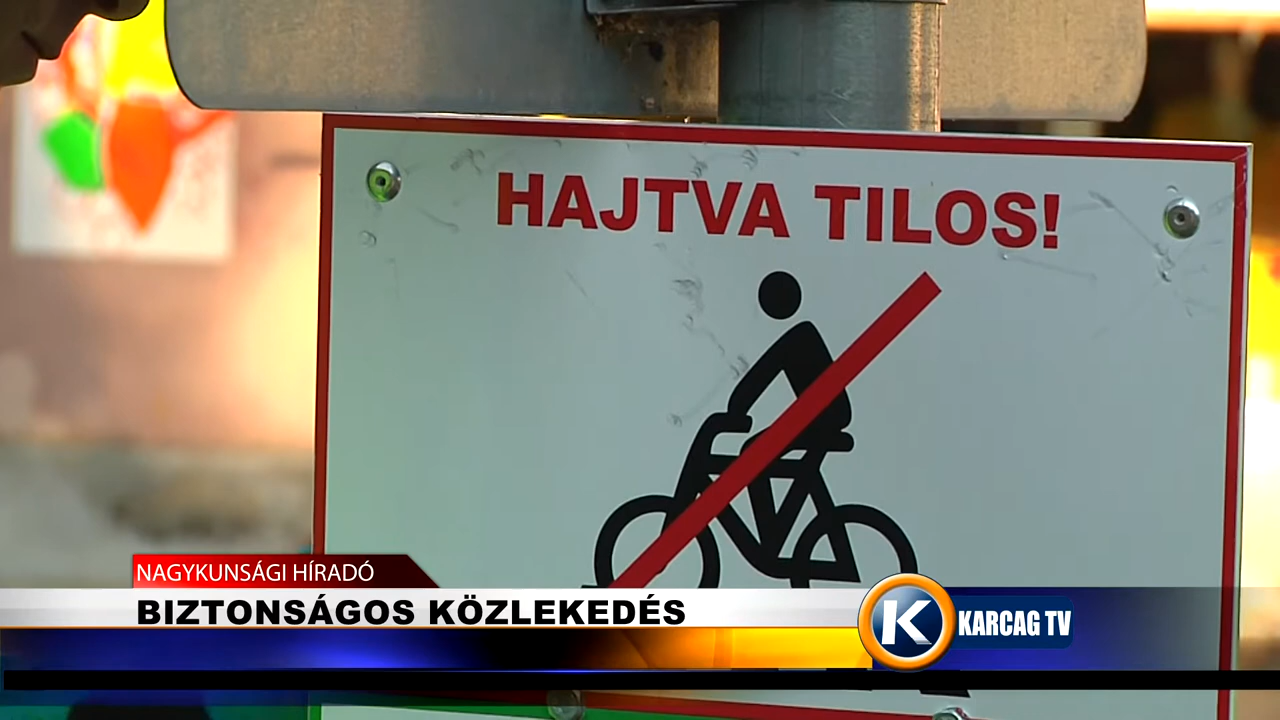 HAJTVA TILOS!
NAGYKUNSÁGI HÍRADÓ
BIZTONSÁGOS KÖZLEKEDÉS
K KARCAG TV